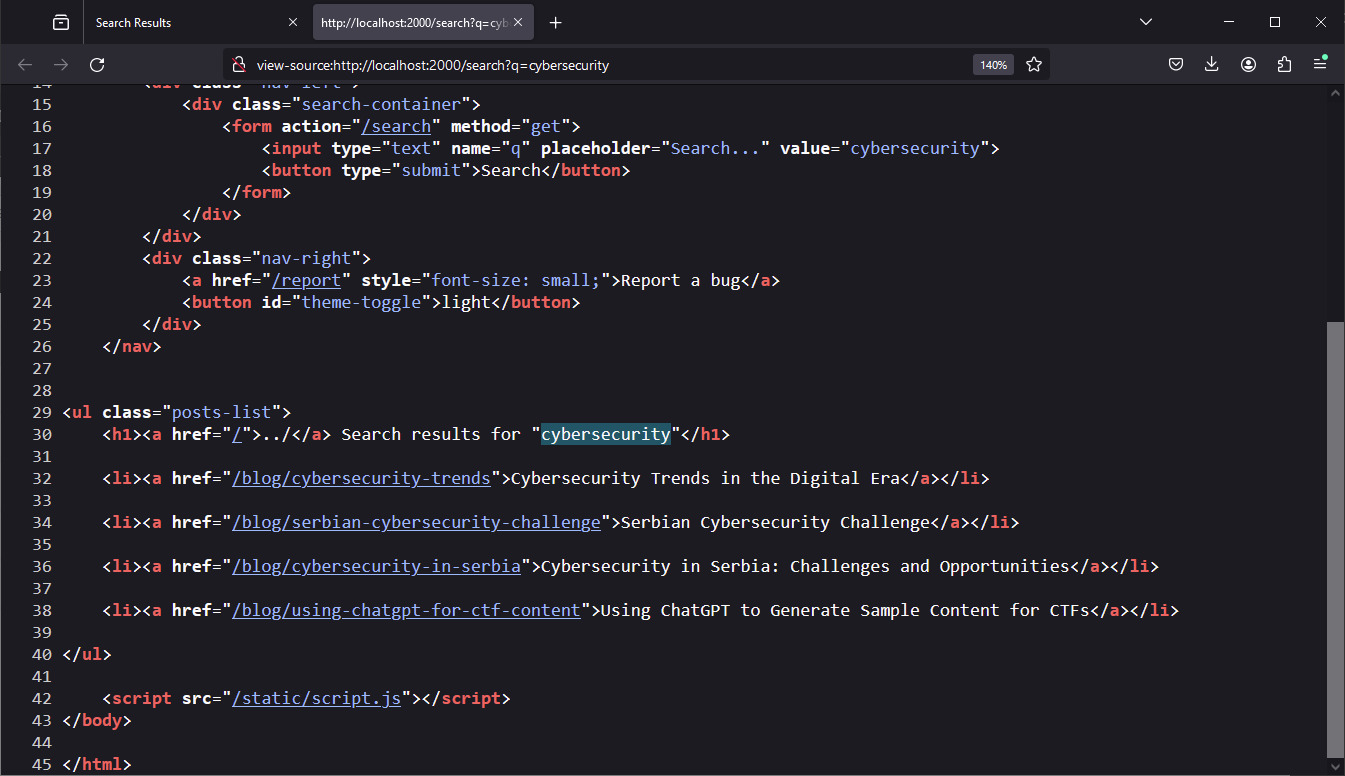 Search Results
http://localhost:2000/search?q=cyb
view-source:http://localhost:2000/search?q=cybersecurity
140%
14 <div class="nav-left">
15 <div class="search-container">
16 <form action="/search" method="get">
17 <input type="text" name="q" placeholder="Search..." value="cybersecurity">
18 <button type="submit">Search</button>
19 </form>
20 </div>
21 </div>
22 <div class="nav-right">
23 <a href="/report" style="font-size: small;">Report a bug</a>
24 <button id="theme-toggle">light</button>
25 </div>
26 </nav>
27
28
29 <ul class="posts-list">
30 <h1><a href="/">../</a> Search results for "cybersecurity"</h1>
31
32 <li><a href="/blog/cybersecurity-trends">Cybersecurity Trends in the Digital Era</a></li>
33
34 <li><a href="/blog/serbian-cybersecurity-challenge">Serbian Cybersecurity Challenge</a></li>
35
36 <li><a href="/blog/cybersecurity-in-serbia">Cybersecurity in Serbia: Challenges and Opportunities</a></li>
37
38 <li><a href="/blog/using-chatgpt-for-ctf-content">Using ChatGPT to Generate Sample Content for CTFs</a></li>
39
40 </ul>
41
42 <script src="/static/script.js"></script>
43 </body>
44
45 </html>